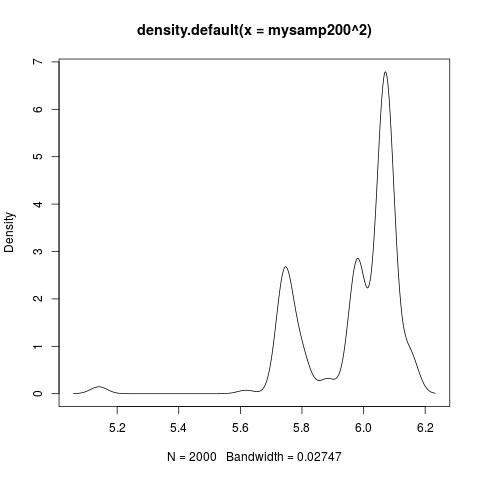 density.default(x = mysamp200^2)
7
6
5
4
3
2
1
0
Density
5.2 5.4 5.6 5.8 6.0 6.2
N = 2000 Bandwidth = 0.02747